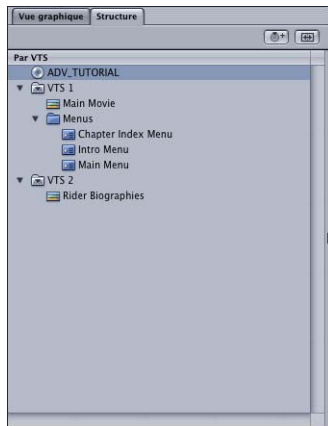 Vue graphique Structure
Par VTS
ADV_TUTORIAL
VTS 1
Main Movie
Menus
Chapter Index Menu
Intro Menu
Main Menu
VTS 2
Rider Biographies